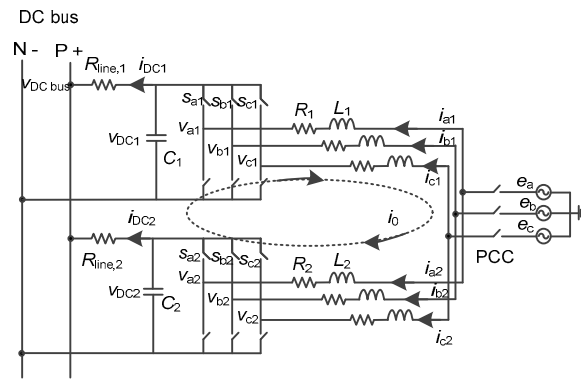 DC bus
N - P +
Rline,1
iDC1
vDC bus
sa1 sb1 sc1
R1 L1
ia1
va1
ib1
vDC1
C1
vb1
vc1
ic1
ea
eb
ec
i0
iDC2
PCC
Rline,2
sa2 sb2 sc2
R2 L2
ia2
va2
ib2
vDC2
C2
vb2
vc2
ic2